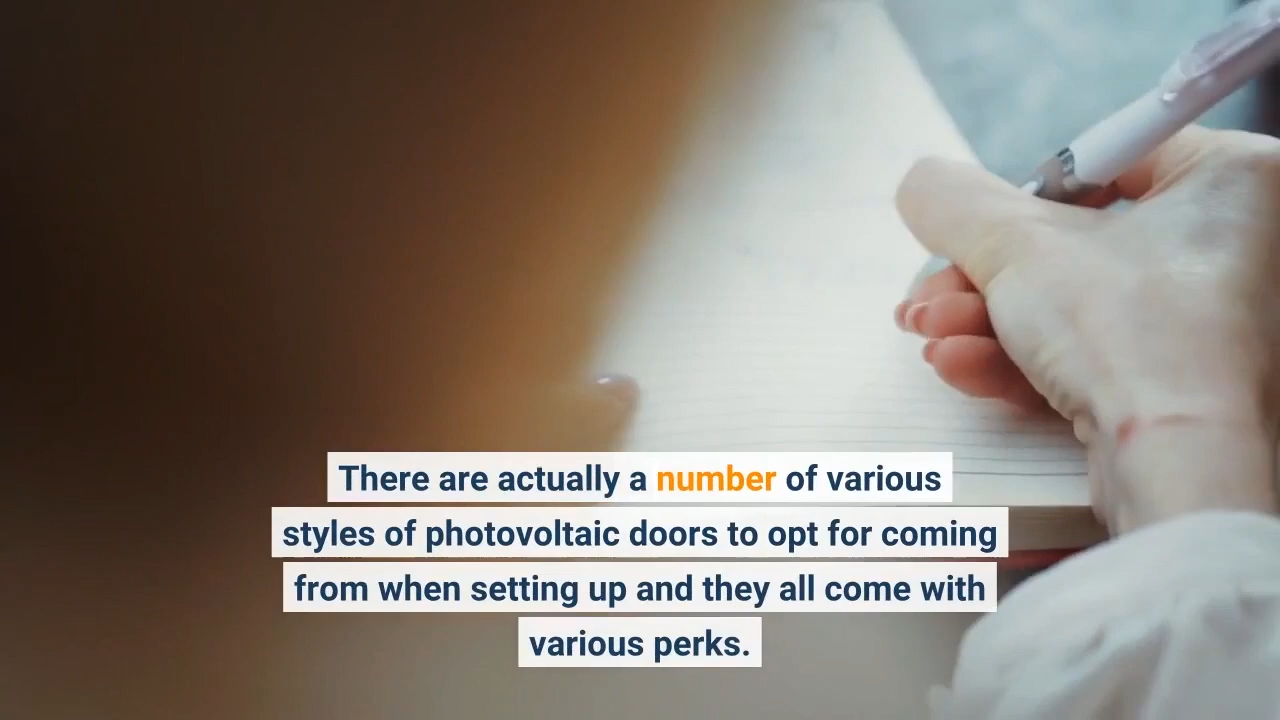 There are actually a number of various
styles of photovoltaic doors to opt for coming
from when setting up and they all come with
various perks.